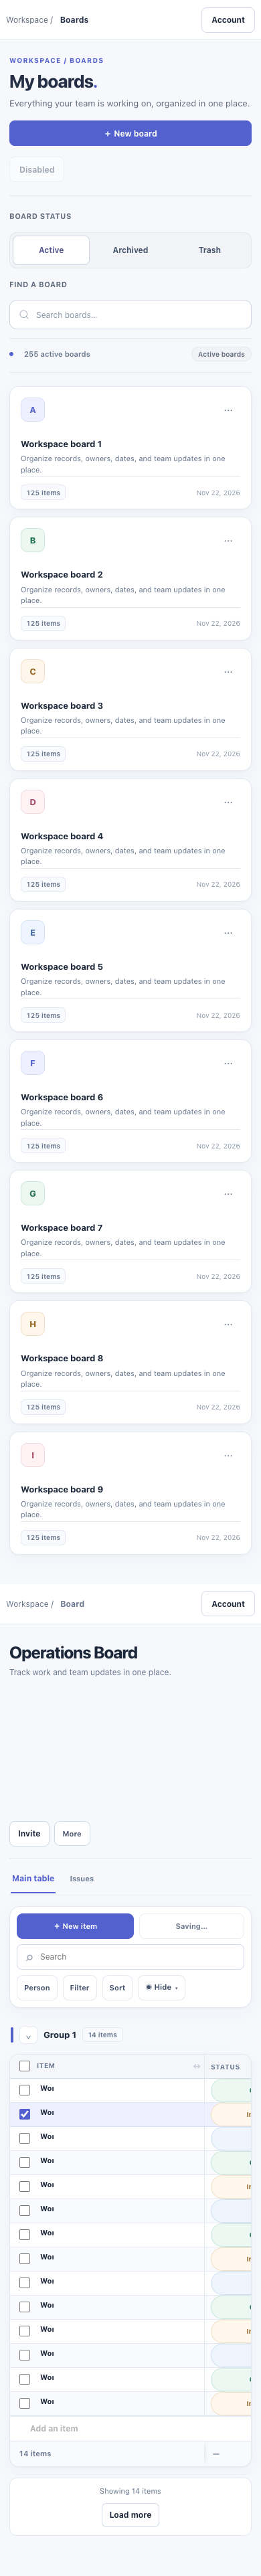 Workspace / Boards
Account
WORKSPACE / BOARDS
My boards.
Everything your team is working on, organized in one place.
+ New board
Disabled
BOARD STATUS
Active
Archived
Trash
FIND A BOARD
Search boards...
255 active boards
Active boards
A
Workspace board 1
Organize records, owners, dates, and team updates in one
place.
125 items
Nov 22, 2026
B
Workspace board 2
Organize records, owners, dates, and team updates in one
place.
125 items
Nov 22, 2026
C
Workspace board 3
Organize records, owners, dates, and team updates in one
place.
125 items
Nov 22, 2026
D
Workspace board 4
Organize records, owners, dates, and team updates in one
place.
125 items
Nov 22, 2026
E
Workspace board 5
Organize records, owners, dates, and team updates in one
place.
125 items
Nov 22, 2026
F
Workspace board 6
Organize records, owners, dates, and team updates in one
place.
125 items
Nov 22, 2026
G
Workspace board 7
Organize records, owners, dates, and team updates in one
place.
125 items
Nov 22, 2026
H
Workspace board 8
Organize records, owners, dates, and team updates in one
place.
125 items
Nov 22, 2026
I
Workspace board 9
Organize records, owners, dates, and team updates in one
place.
125 items
Nov 22, 2026
Workspace / Board
Account
Operations Board
Track work and team updates in one place.
Invite
More
Main table
Issues
+ New item
Saving...
Search
Person
Filter
Sort
Hide
Group 1
14 items
ITEM
STATUS
Add an item
14 items
—
Showing 14 items
Load more